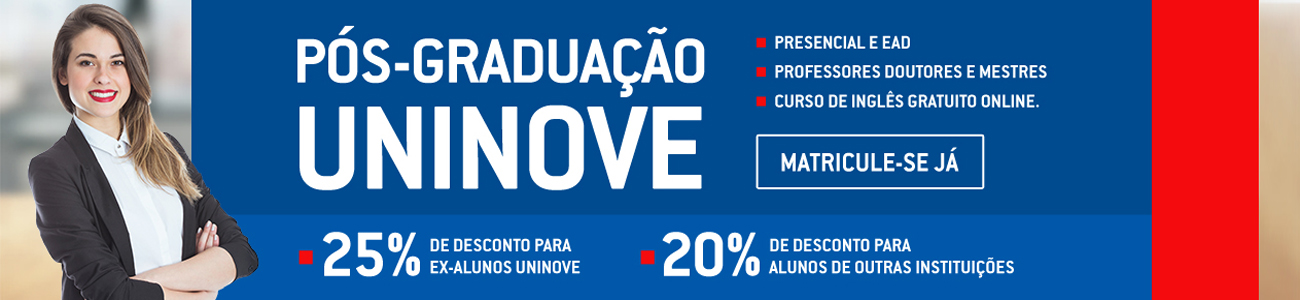 PÓS-GRADUAÇÃO
UNINOVE
PRESENCIAL E EAD
PROFESSORES DOUTORES E MESTRES
CURSO DE INGLÊS GRATUITO ONLINE.
MATRICULE-SE JÁ
25% DE DESCONTO PARA
EX-ALUNOS UNINOVE
20% DE DESCONTO PARA
ALUNOS DE OUTRAS INSTITUIÇÕES